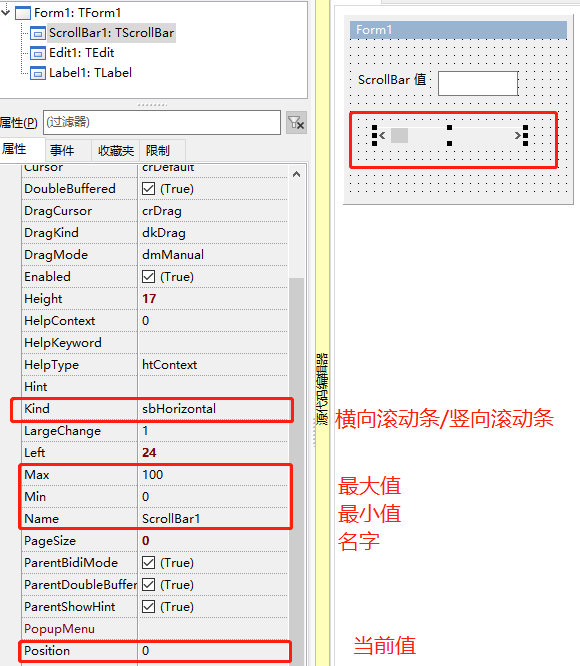 Form1: TForm1
ScrollBar1: TScrollBar
Edit1: TEdit
Label1: TLabel
属性(P) (过滤器)
属性 事件 收藏夹 限制
Cursor crDefault
DoubleBuffered (True)
DragCursor crDrag
DragKind dkDrag
DragMode dmManual
Enabled (True)
Height 17
HelpContext 0
HelpKeyword
HelpType htContext
Hint
Kind sbHorizontal
LargeChange 1
Left 24
Max 100
Min 0
Name ScrollBar1
PageSize 0
ParentBidiMode (True)
ParentDoubleBuffer (True)
ParentShowHint (True)
PopupMenu
Position 0
源代码编辑器
Form1
ScrollBar 值
横向滚动条/竖向滚动条
最大值
最小值
名字
当前值